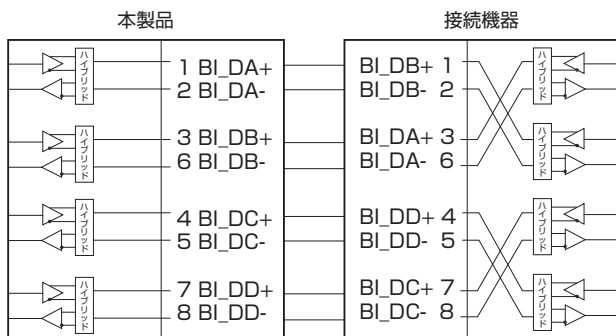 本製品
接続機器
ハイブリッド
1 BI_DA+
2 BI_DA-
BI_DB+ 1
BI_DB- 2
ハイブリッド
ハイブリッド
3 BI_DB+
6 BI_DB-
BI_DA+ 3
BI_DA- 6
ハイブリッド
ハイブリッド
4 BI_DC+
5 BI_DC-
BI_DD+ 4
BI_DD- 5
ハイブリッド
ハイブリッド
7 BI_DD+
8 BI_DD-
BI_DC+ 7
BI_DC- 8
ハイブリッド